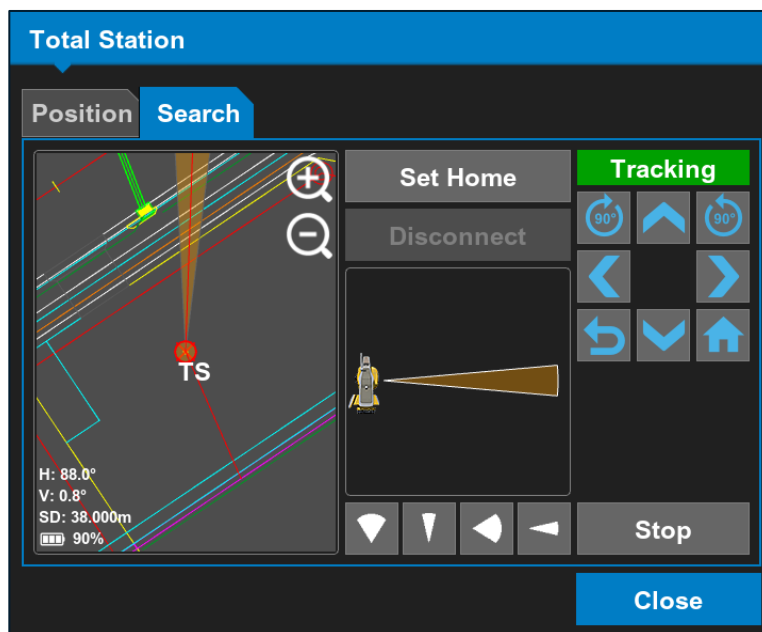 Total Station
Position
Search
Set Home
Disconnect
Tracking
90°
90°
TS
H: 88.0°
V: 0.8°
SD: 38.000m
90%
Stop
Close